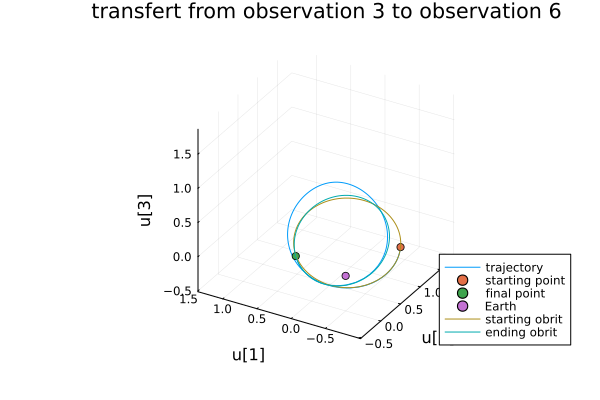 transfert from observation 3 to observation 6
u[3]
1.5
1.0
0.5
0.0
−0.5
1.5
1.0
0.5
0.0
−0.5
u[1]
−0.5
0.0
0.5
1.0
u[
trajectory
starting point
final point
Earth
starting obrit
ending obrit